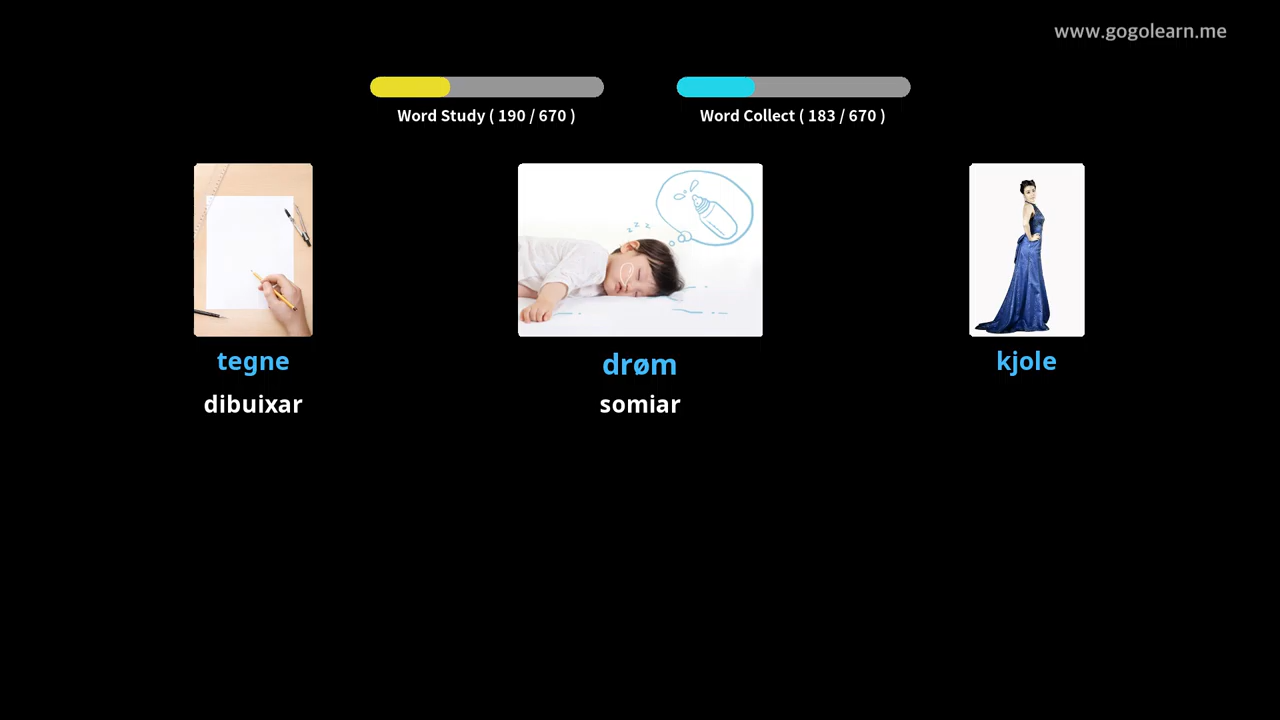 www.gogolearn.me
Word Study ( 190 / 670 )
Word Collect ( 183 / 670 )
tegne
drøm
kjole
dibuixar
somiar